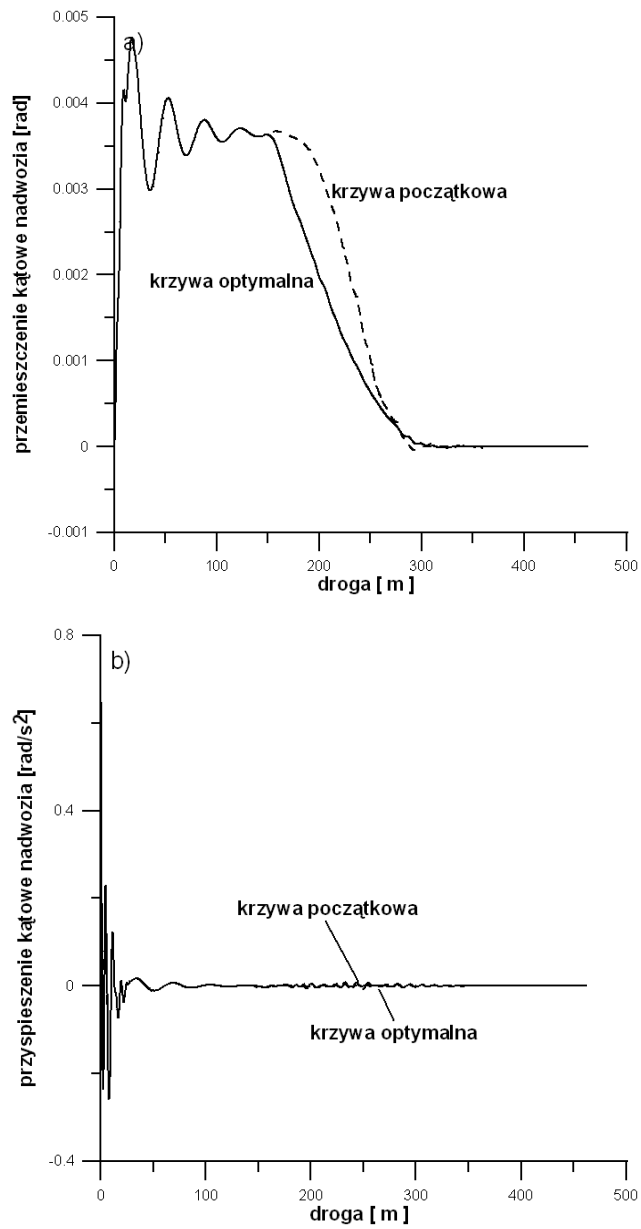 a)
przemieszczenie kątowe nadwozia [rad]
0.005
0.004
0.003
0.002
0.001
0
-0.001
krzywa początkowa
krzywa optymalna
0 100 200 300 400 500
droga [ m ]
b)
przyspieszenie kątowe nadwozia [rad/s²]
0.8
0.4
0
-0.4
krzywa początkowa
krzywa optymalna
0 100 200 300 400 500
droga [ m ]